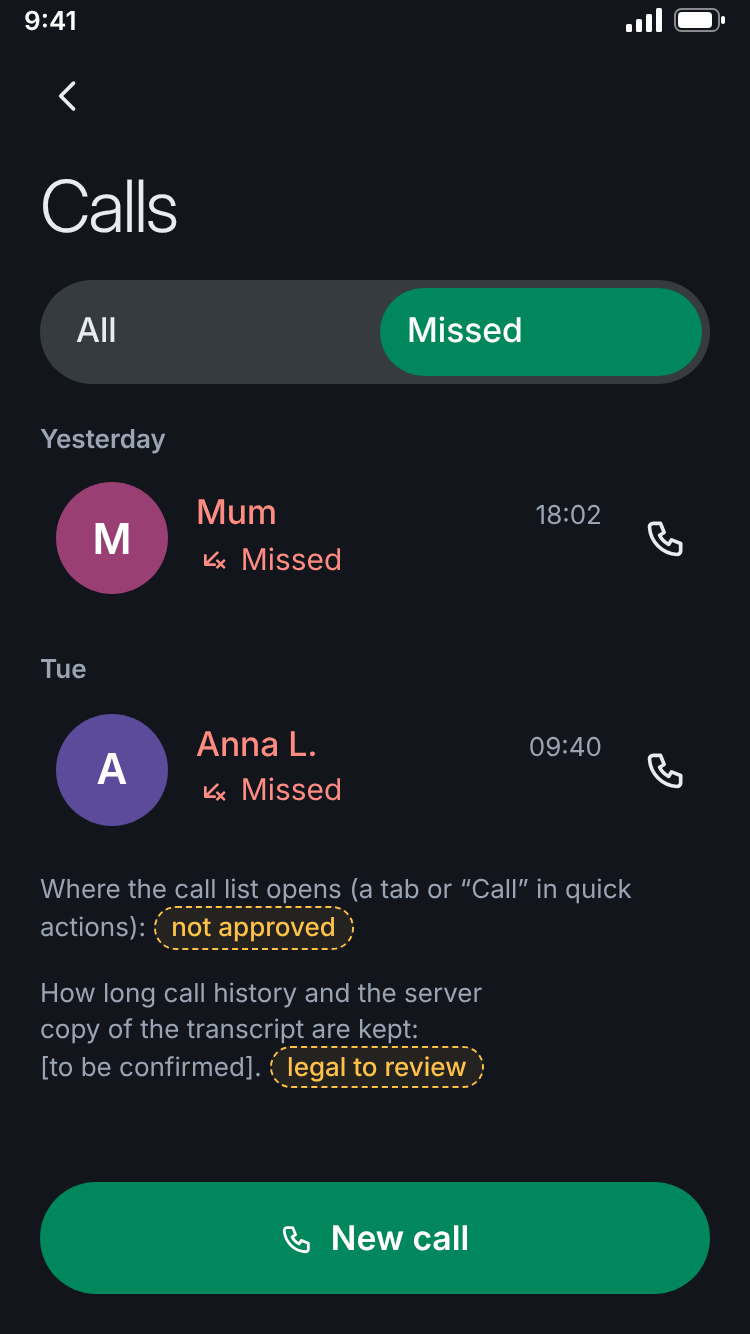 9:41
Calls
All
Missed
Yesterday
M
Mum
18:02
Missed
Tue
A
Anna L.
09:40
Missed
Where the call list opens (a tab or “Call” in quick
actions): not approved
How long call history and the server
copy of the transcript are kept:
[to be confirmed]. legal to review
New call